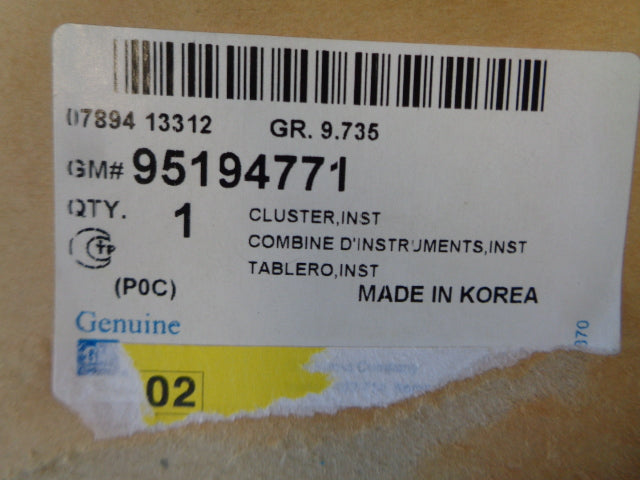 07894 13312 GR. 9.735
GM# 95194771
QTY. 1 CLUSTER,INST
COMBINE D'INSTRUMENTS,INST
TABLERO,INST
(P0C) MADE IN KOREA
Genuine
02